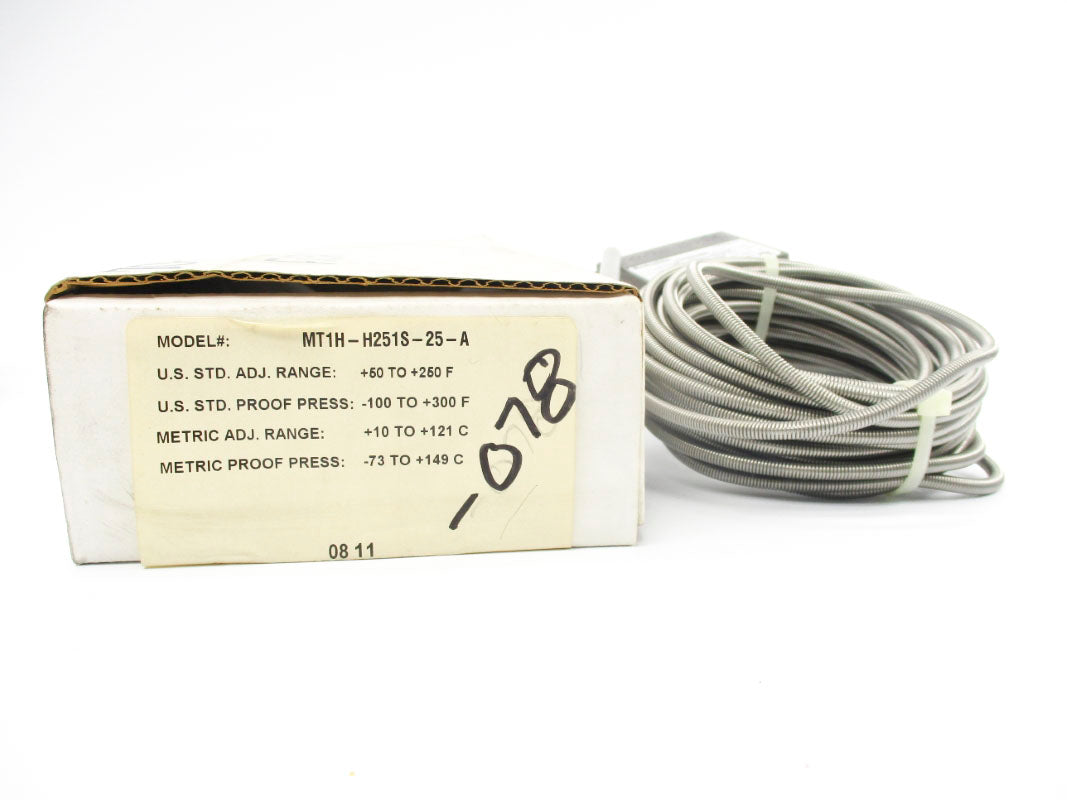 MODEL#: MT1H-H251S-25-A
U.S. STD. ADJ. RANGE: +50 TO +250 F
U.S. STD. PROOF PRESS: -100 TO +300 F
METRIC ADJ. RANGE: +10 TO +121 C
METRIC PROOF PRESS: -73 TO +149 C
-078
08 11